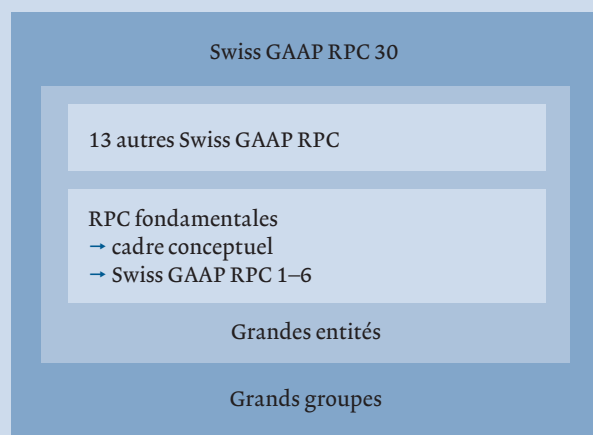 Swiss GAAP RPC 30
13 autres Swiss GAAP RPC
RPC fondamentales
→ cadre conceptuel
→ Swiss GAAP RPC 1–6
Grandes entités
Grands groupes